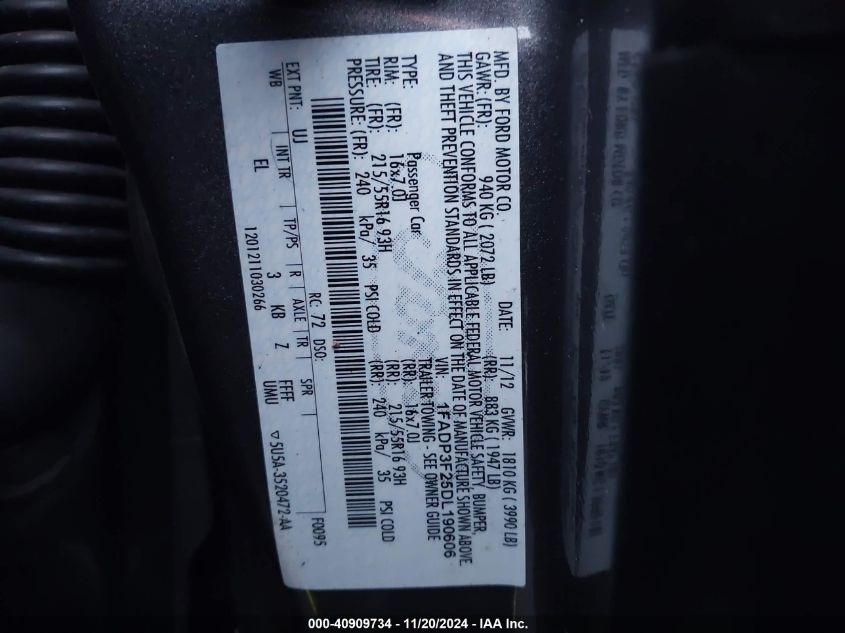 MFD. BY FORD MOTOR CO.
DATE: 11/12 GVWR: 1810 KG ( 3990 LB)
GAWR: (FR): 940 KG ( 2072 LB) (RR): 883 KG ( 1947 LB)
THIS VEHICLE CONFORMS TO ALL APPLICABLE FEDERAL MOTOR VEHICLE SAFETY, BUMPER,
AND THEFT PREVENTION STANDARDS IN EFFECT ON THE DATE OF MANUFACTURE SHOWN ABOVE.
VIN: 1FADP3F25DL190606
TYPE: Passenger Car TRAILER TOWING - SEE OWNER GUIDE
RIM: (FR): 16x7.0J (RR): 16x7.0J
TIRE: (FR): 215/55R16 93H (RR): 215/55R16 93H
PRESSURE: (FR): 240 kPa/ 35 PSI COLD (RR): 240 kPa/ 35 PSI COLD
F0095
RC: 72 DSO:
EXT PNT: UJ
WB INT TR TP/PS R AXLE TR SPR
EL 3 KB Z FFFF
UMU
1201211030266 ▽5U5A-3520472-AA
000-40909734 - 11/20/2024 - IAA Inc.